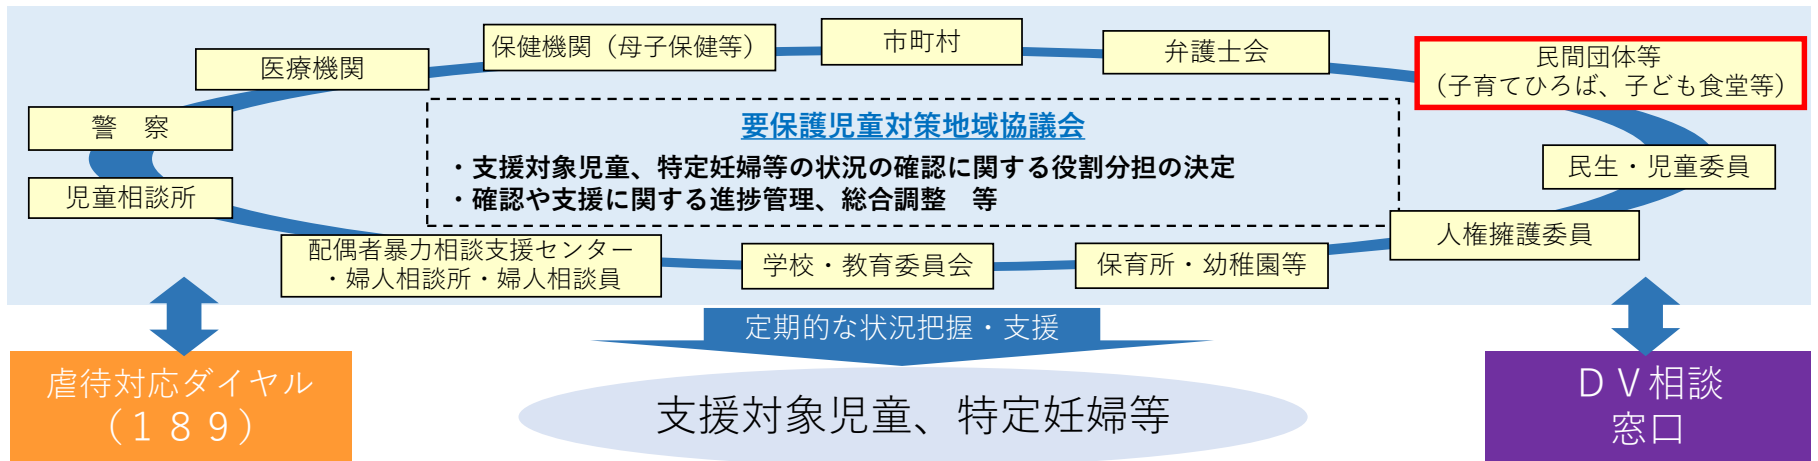 保健機関（母子保健等）
市町村
弁護士会
民間団体等
（子育てひろば、子ども食堂等）
医療機関
警　察
要保護児童対策地域協議会
・支援対象児童、特定妊婦等の状況の確認に関する役割分担の決定
・確認や支援に関する進捗管理、総合調整　等
民生・児童委員
児童相談所
人権擁護委員
配偶者暴力相談支援センター
・婦人相談所・婦人相談員
学校・教育委員会
保育所・幼稚園等
定期的な状況把握・支援
虐待対応ダイヤル
（１８９）
支援対象児童、特定妊婦等
ＤＶ相談
窓口